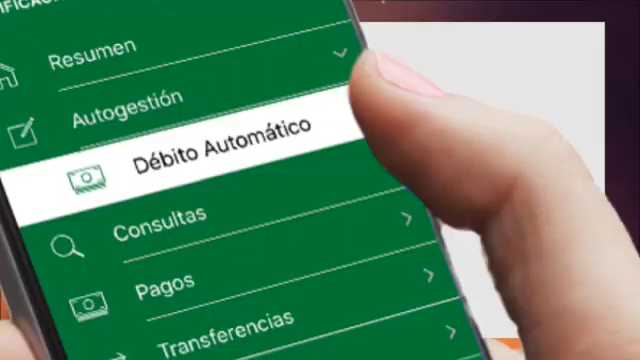 Resumen
Autogestión
Débito Automático
Consultas
Pagos
Transferencias